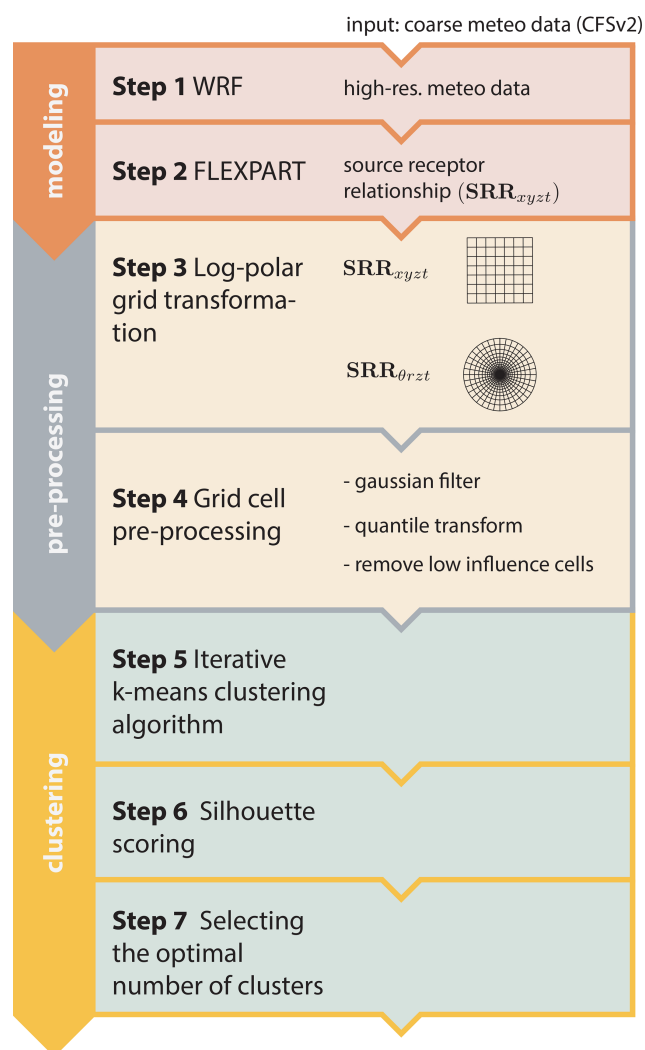 input: coarse meteo data (CFSv2)
modeling
Step 1 WRF
high-res. meteo data
Step 2 FLEXPART
source receptor
relationship (SRRxyzt)
pre-processing
Step 3 Log-polar
grid transforma-
tion
SRRxyzt
SRRθrzt
Step 4 Grid cell
pre-processing
- gaussian filter
- quantile transform
- remove low influence cells
clustering
Step 5 Iterative
k-means clustering
algorithm
Step 6 Silhouette
scoring
Step 7 Selecting
the optimal
number of clusters